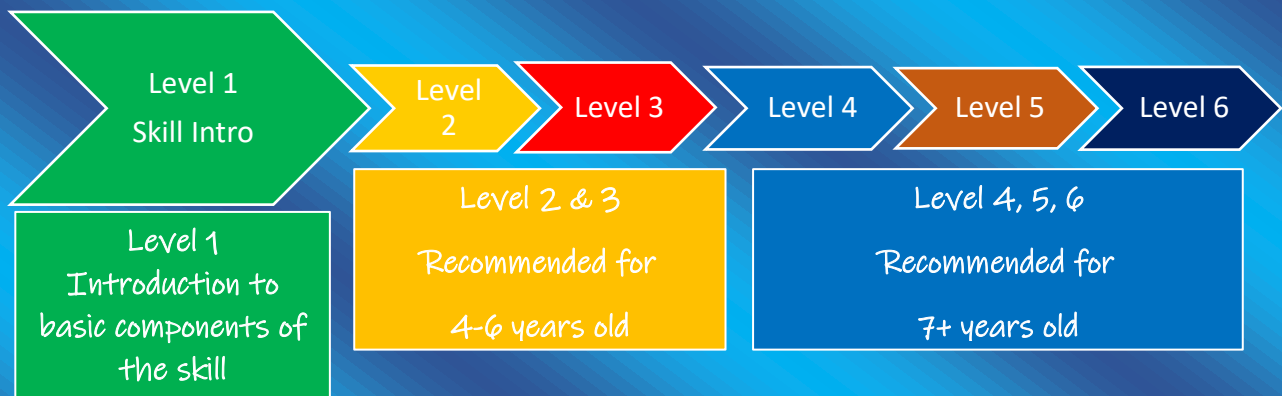 Level 1
Skill Intro
Level
2
Level 3
Level 4
Level 5
Level 6
Level 1
Introduction to
basic components of
the skill
Level 2 & 3
Recommended for
4-6 years old
Level 4, 5, 6
Recommended for
7+ years old